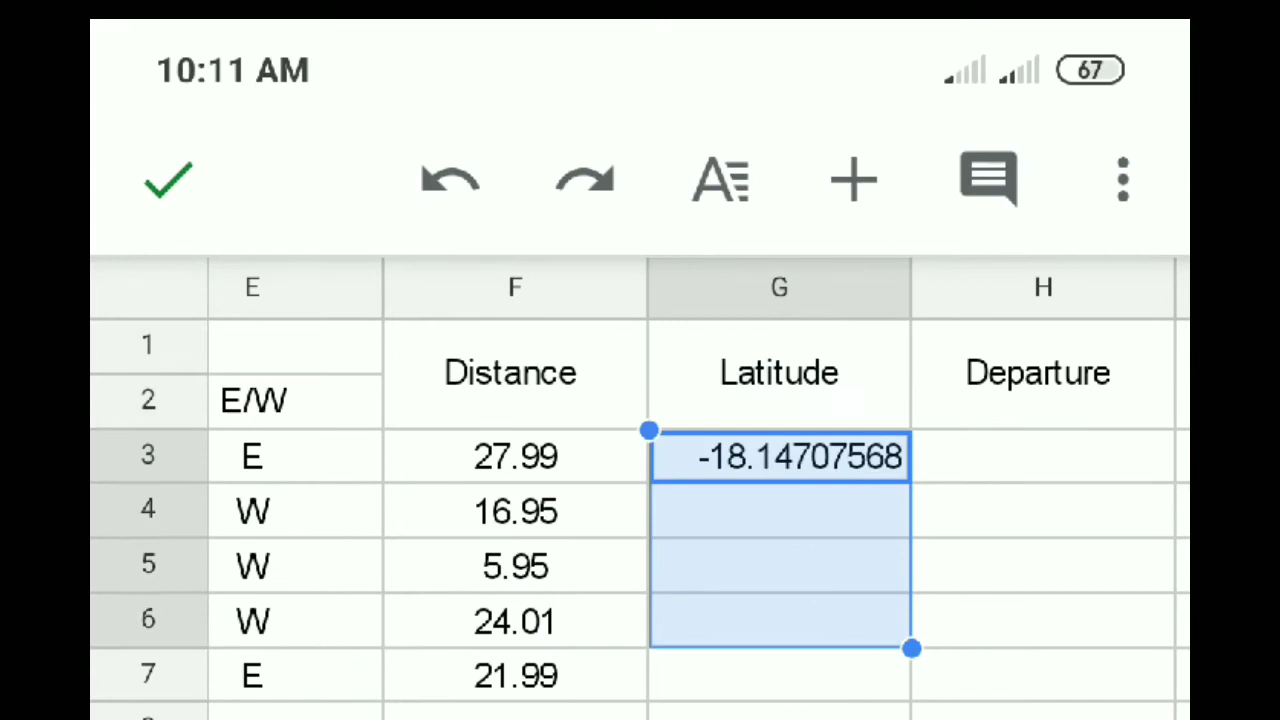 10:11 AM 67
E F G H
1
Distance Latitude Departure
2 E/W
3 E 27.99 -18.14707568
4 W 16.95
5 W 5.95
6 W 24.01
7 E 21.99